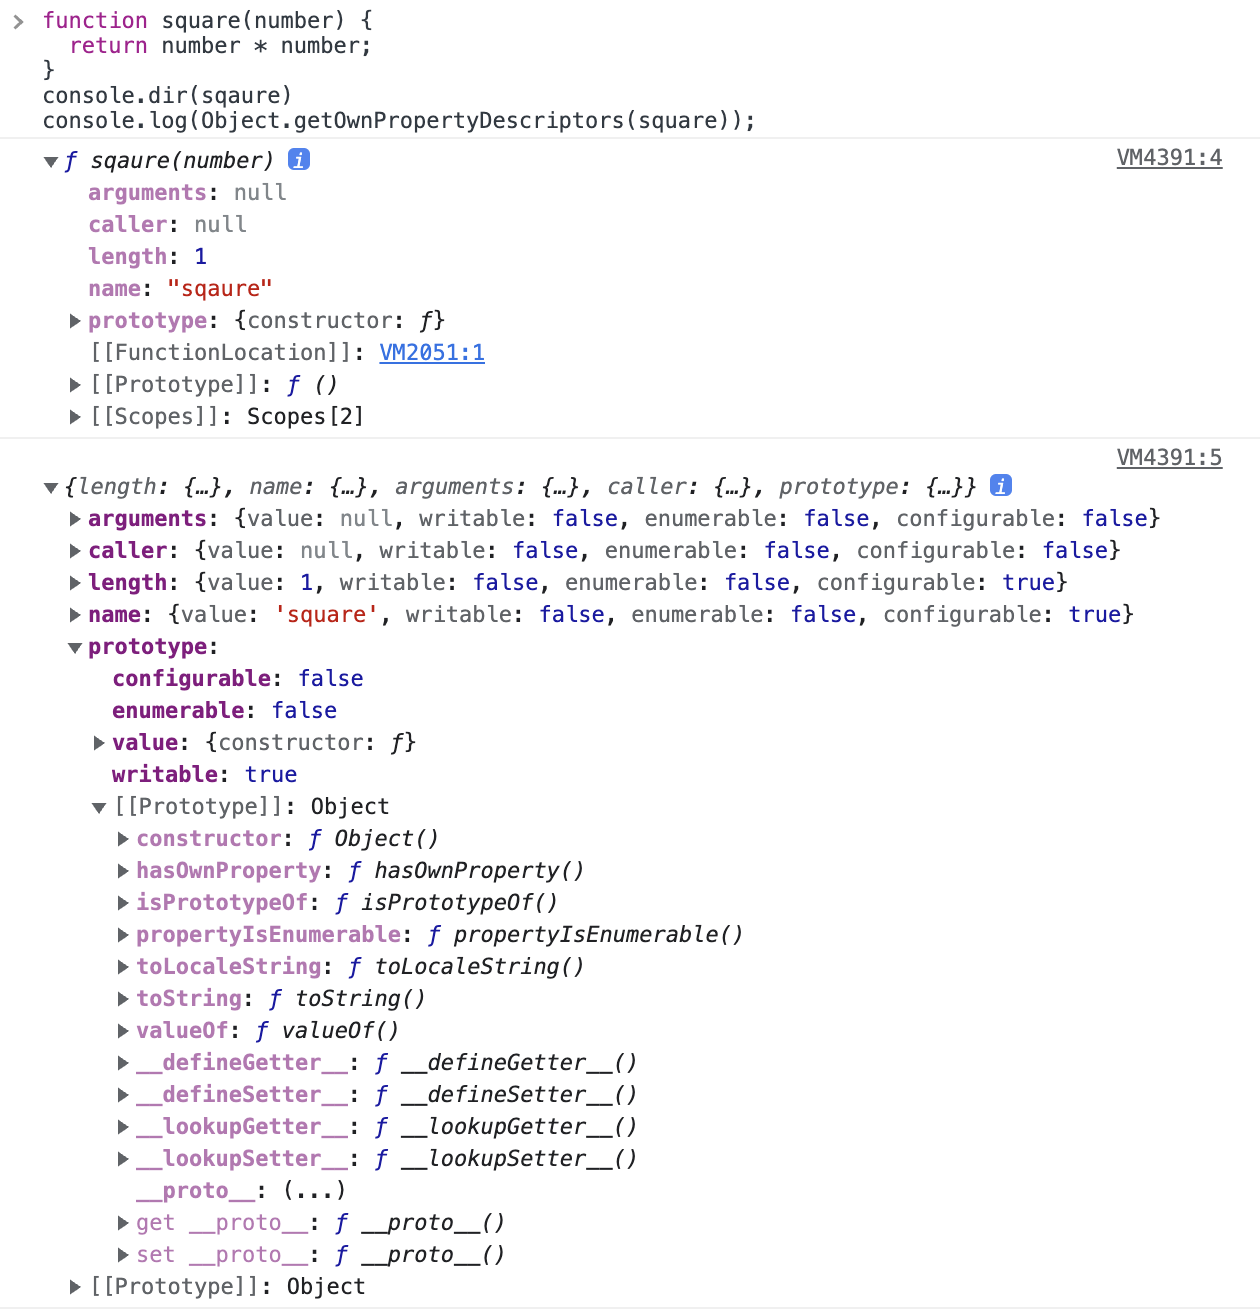 > function square(number) {
return number * number;
}
console.dir(sqaure)
console.log(Object.getOwnPropertyDescriptors(square));
▼ƒ sqaure(number) i VM4391:4
arguments: null
caller: null
length: 1
name: "sqaure"
▶prototype: {constructor: ƒ}
[[FunctionLocation]]: VM2051:1
▶[[Prototype]]: ƒ ()
▶[[Scopes]]: Scopes[2]
VM4391:5
▼{length: {…}, name: {…}, arguments: {…}, caller: {…}, prototype: {…}} i
▶arguments: {value: null, writable: false, enumerable: false, configurable: false}
▶caller: {value: null, writable: false, enumerable: false, configurable: false}
▶length: {value: 1, writable: false, enumerable: false, configurable: true}
▶name: {value: 'square', writable: false, enumerable: false, configurable: true}
▼prototype:
configurable: false
enumerable: false
▶value: {constructor: ƒ}
writable: true
▼[[Prototype]]: Object
▶constructor: ƒ Object()
▶hasOwnProperty: ƒ hasOwnProperty()
▶isPrototypeOf: ƒ isPrototypeOf()
▶propertyIsEnumerable: ƒ propertyIsEnumerable()
▶toLocaleString: ƒ toLocaleString()
▶toString: ƒ toString()
▶valueOf: ƒ valueOf()
▶__defineGetter__: ƒ __defineGetter__()
▶__defineSetter__: ƒ __defineSetter__()
▶__lookupGetter__: ƒ __lookupGetter__()
▶__lookupSetter__: ƒ __lookupSetter__()
__proto__: (...)
▶get __proto__: ƒ __proto__()
▶set __proto__: ƒ __proto__()
▶[[Prototype]]: Object